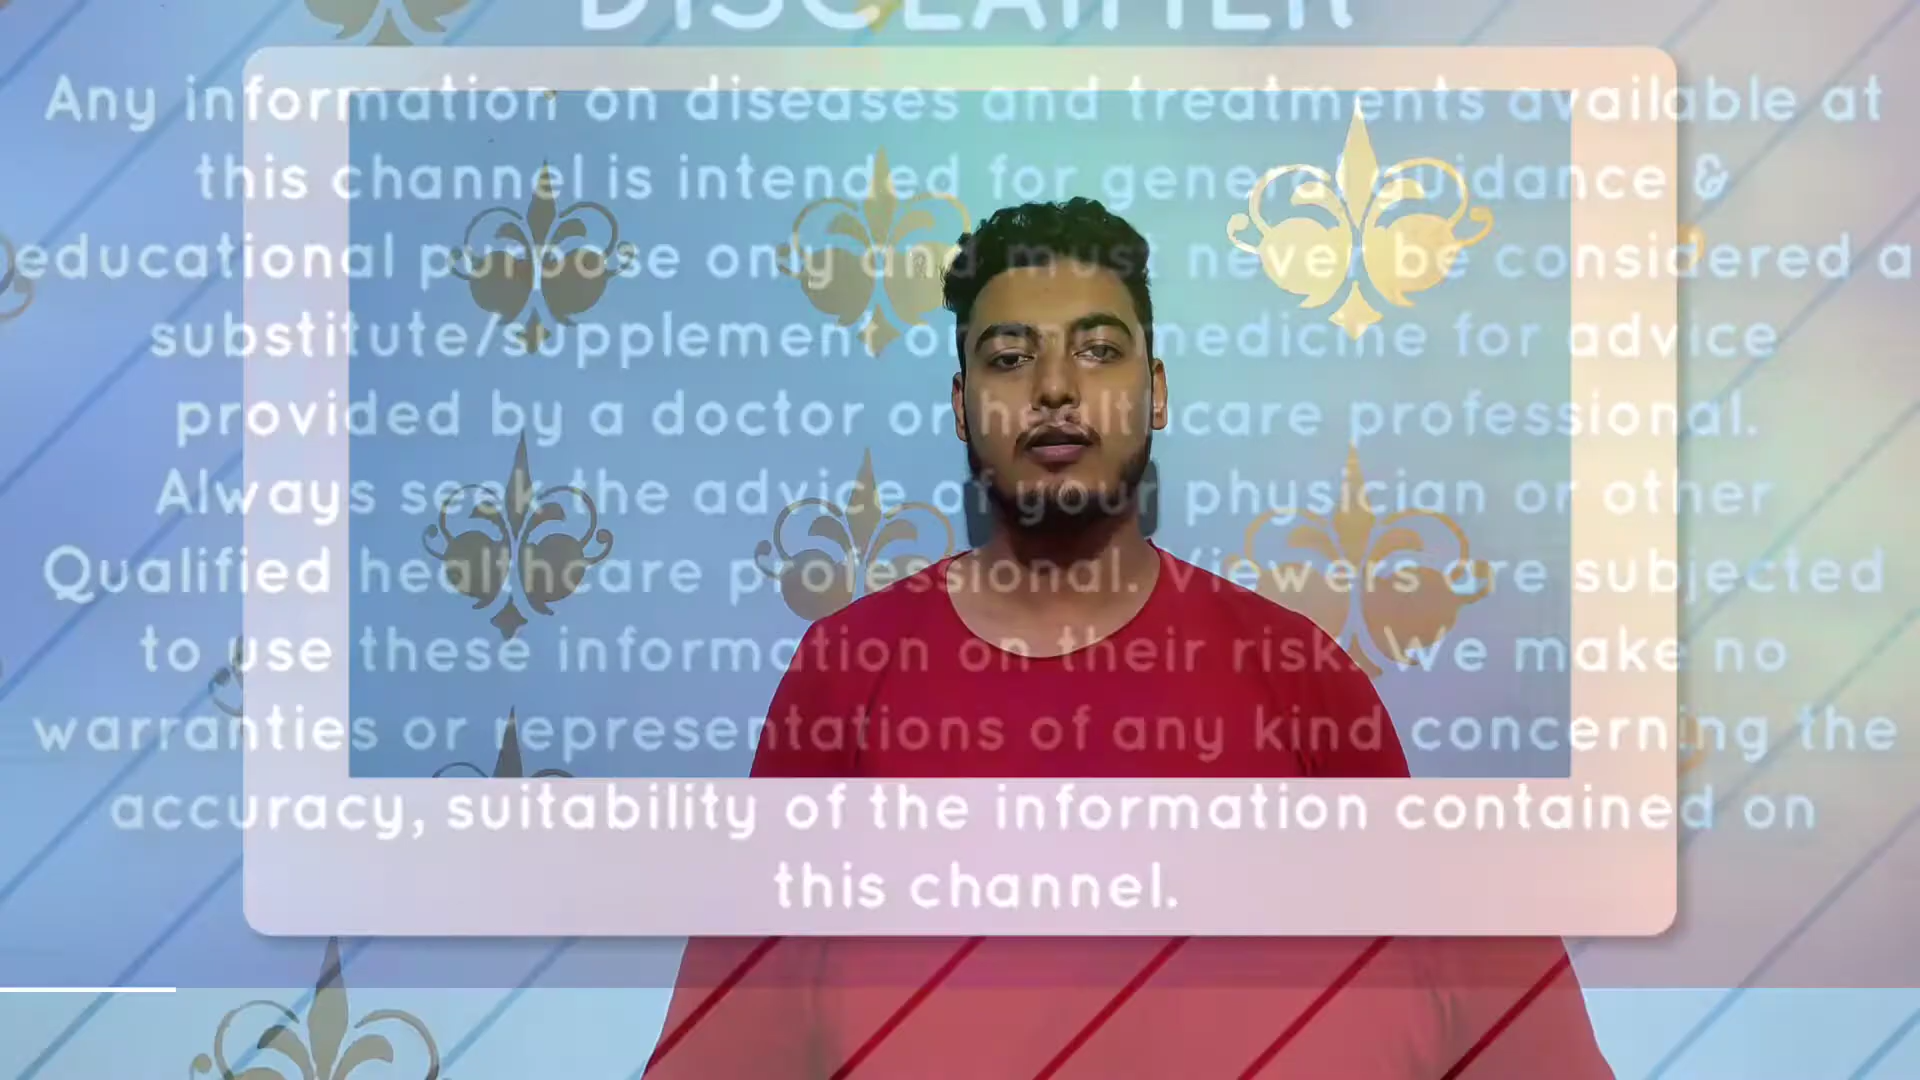 DISCLAIMER
Any information on diseases and treatments available at
this channel is intended for general guidance &
educational purpose only and must never be considered a
substitute/supplement or medicine for advice
provided by a doctor or healthcare professional.
Always seek the advice of your physician or other
Qualified healthcare professional. Viewers are subjected
to use these information on their risk. We make no
warranties or representations of any kind concerning the
accuracy, suitability of the information contained on
this channel.